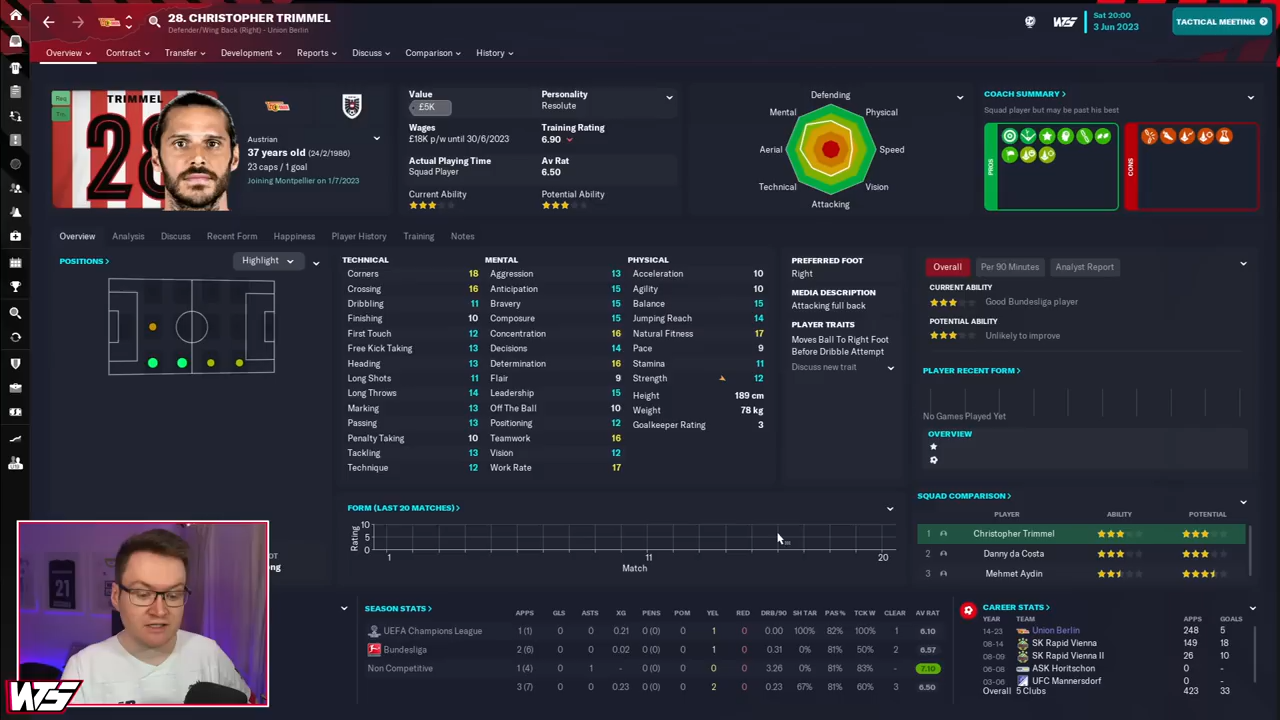 28. CHRISTOPHER TRIMMEL
Defender/Wing Back (Right) - Union Berlin
WTS
Sat 20:00
3 Jun 2023
TACTICAL MEETING
Overview
Contract
Transfer
Development
Reports
Discuss
Comparison
History
Req
Trn
TRIMMEL
28
Austrian
37 years old (24/2/1986)
23 caps / 1 goal
Joining Montpellier on 1/7/2023
Value
£5K
Personality
Resolute
Wages
£18K p/w until 30/6/2023
Training Rating
6.90
Actual Playing Time
Squad Player
Av Rat
6.50
Current Ability
Potential Ability
Defending
Mental
Physical
Aerial
Speed
Technical
Vision
Attacking
COACH SUMMARY
Squad player but may be past his best
PROS
CONS
Overview
Analysis
Discuss
Recent Form
Happiness
Player History
Training
Notes
POSITIONS
Highlight
TECHNICAL
Corners 18
Crossing 16
Dribbling 11
Finishing 10
First Touch 12
Free Kick Taking 13
Heading 13
Long Shots 11
Long Throws 14
Marking 13
Passing 13
Penalty Taking 10
Tackling 13
Technique 12
MENTAL
Aggression 13
Anticipation 15
Bravery 15
Composure 15
Concentration 16
Decisions 14
Determination 16
Flair 9
Leadership 15
Off The Ball 10
Positioning 12
Teamwork 16
Vision 12
Work Rate 17
PHYSICAL
Acceleration 10
Agility 10
Balance 15
Jumping Reach 14
Natural Fitness 17
Pace 9
Stamina 11
Strength 12
Height 189 cm
Weight 78 kg
Goalkeeper Rating 3
PREFERRED FOOT
Right
MEDIA DESCRIPTION
Attacking full back
PLAYER TRAITS
Moves Ball To Right Foot
Before Dribble Attempt
Discuss new trait
Overall
Per 90 Minutes
Analyst Report
CURRENT ABILITY
Good Bundesliga player
POTENTIAL ABILITY
Unlikely to improve
PLAYER RECENT FORM
No Games Played Yet
OVERVIEW
FORM (LAST 20 MATCHES)
Rating
10
5
0
1 11 20
Match
SQUAD COMPARISON
PLAYER ABILITY POTENTIAL
1 Christopher Trimmel
2 Danny da Costa
3 Mehmet Aydin
21
SEASON STATS
APPS GLS ASTS XG PENS POM YEL RED DRB/90 SH TAR PAS% TCK W CLEAR AV RAT
UEFA Champions League 1 (1) 0 0 0.21 0 (0) 0 1 0 0.00 100% 82% 100% 1 6.10
Bundesliga 2 (6) 0 0 0.02 0 (0) 0 1 0 0.31 0% 81% 50% 2 6.57
Non Competitive 1 (4) 0 1 - 0 (0) 0 0 0 3.26 0% 81% 83% - 7.10
3 (7) 0 0 0.23 0 (0) 0 2 0 0.23 67% 81% 60% 3 6.50
CAREER STATS
YEAR TEAM APPS GOALS
14-23 Union Berlin 248 5
08-14 SK Rapid Vienna 149 18
08-09 SK Rapid Vienna II 26 10
06-08 ASK Horitschon 0 -
03-06 UFC Mannersdorf 0 -
Overall 5 Clubs 423 33
WTS